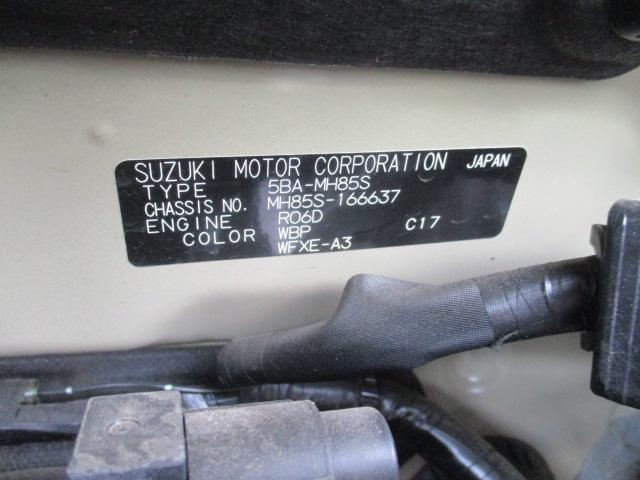 SUZUKI MOTOR CORPORATION JAPAN
TYPE 5BA-MH85S
CHASSIS NO. MH85S-166637
ENGINE R06D
COLOR WBP C17
WFXE-A3